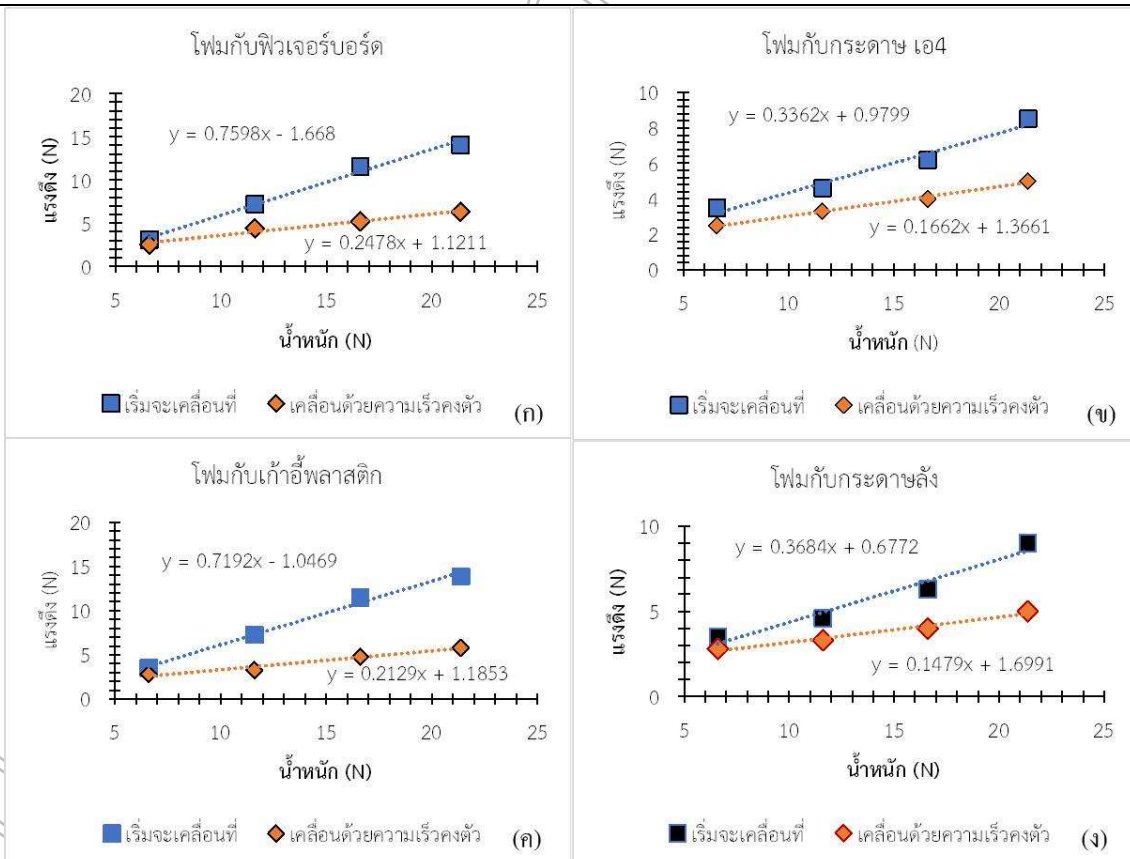 โฟมกับฟิวเจอร์บอร์ด
20
15
10
5
0
แรงดึง (N)
y = 0.7598x - 1.668
y = 0.2478x + 1.1211
5 10 15 20 25
น้ำหนัก (N)
เริ่มจะเคลื่อนที่ เคลื่อนด้วยความเร็วคงตัว (ก)
โฟมกับกระดาษ เอ4
10
8
6
4
2
0
แรงดึง (N)
y = 0.3362x + 0.9799
y = 0.1662x + 1.3661
5 10 15 20 25
น้ำหนัก (N)
เริ่มจะเคลื่อนที่ เคลื่อนด้วยความเร็วคงตัว (ข)
โฟมกับเก้าอี้พลาสติก
20
15
10
5
0
แรงดึง (N)
y = 0.7192x - 1.0469
y = 0.2129x + 1.1853
5 10 15 20 25
น้ำหนัก (N)
เริ่มจะเคลื่อนที่ เคลื่อนด้วยความเร็วคงตัว (ค)
โฟมกับกระดาษลัง
10
5
0
แรงดึง (N)
y = 0.3684x + 0.6772
y = 0.1479x + 1.6991
5 10 15 20 25
น้ำหนัก (N)
เริ่มจะเคลื่อนที่ เคลื่อนด้วยความเร็วคงตัว (ง)